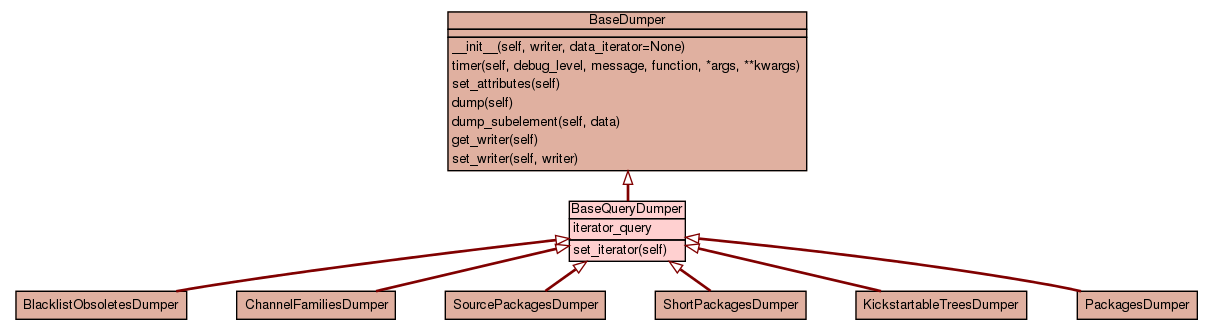 BaseDumper
__init__(self, writer, data_iterator=None)
timer(self, debug_level, message, function, *args, **kwargs)
set_attributes(self)
dump(self)
dump_subelement(self, data)
get_writer(self)
set_writer(self, writer)
BaseQueryDumper
iterator_query
set_iterator(self)
BlacklistObsoletesDumper
ChannelFamiliesDumper
SourcePackagesDumper
ShortPackagesDumper
KickstartableTreesDumper
PackagesDumper